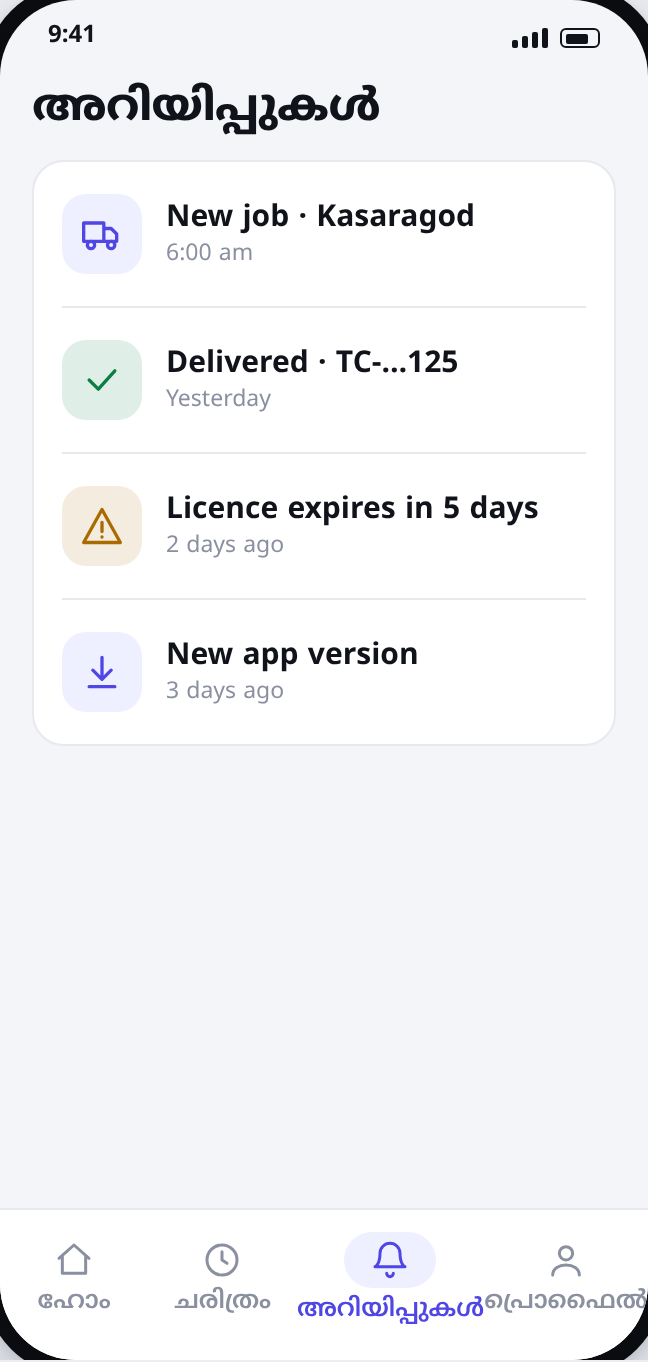 9:41
അറിയിപ്പുകൾ
New job · Kasaragod
6:00 am
Delivered · TC-...125
Yesterday
Licence expires in 5 days
2 days ago
New app version
3 days ago
ഹോം
ചരിത്രം
അറിയിപ്പുകൾ
പ്രൊഫൈൽ